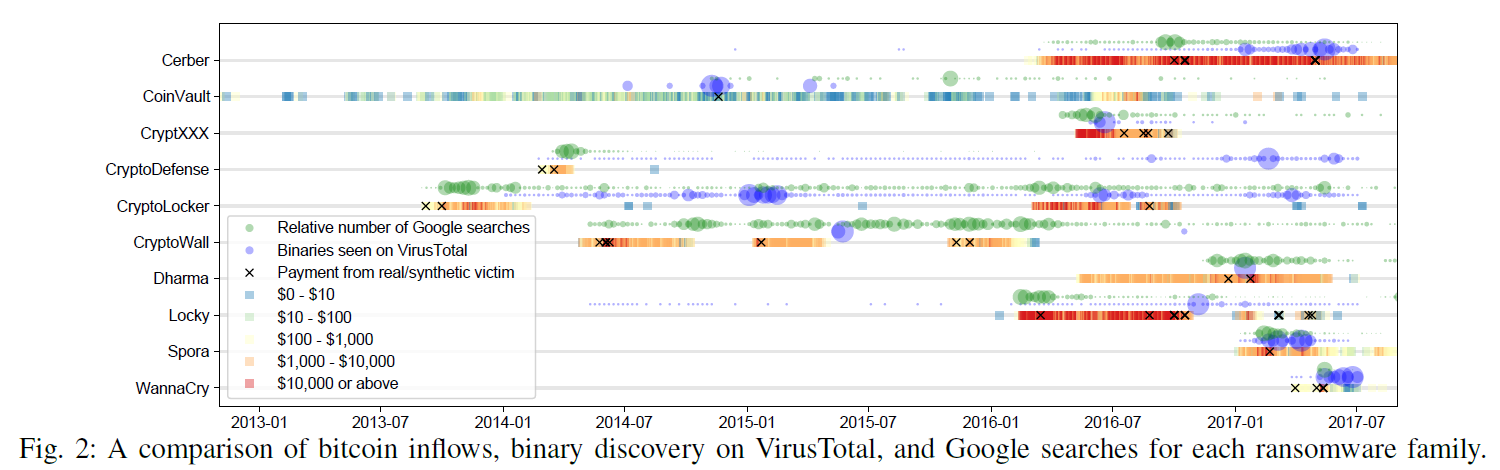 Cerber
CoinVault
CryptXXX
CryptoDefense
CryptoLocker
CryptoWall
Dharma
Locky
Spora
WannaCry
Relative number of Google searches
Binaries seen on VirusTotal
Payment from real/synthetic victim
$0 - $10
$10 - $100
$100 - $1,000
$1,000 - $10,000
$10,000 or above
2013-01 2013-07 2014-01 2014-07 2015-01 2015-07 2016-01 2016-07 2017-01 2017-07
Fig. 2: A comparison of bitcoin inflows, binary discovery on VirusTotal, and Google searches for each ransomware family.